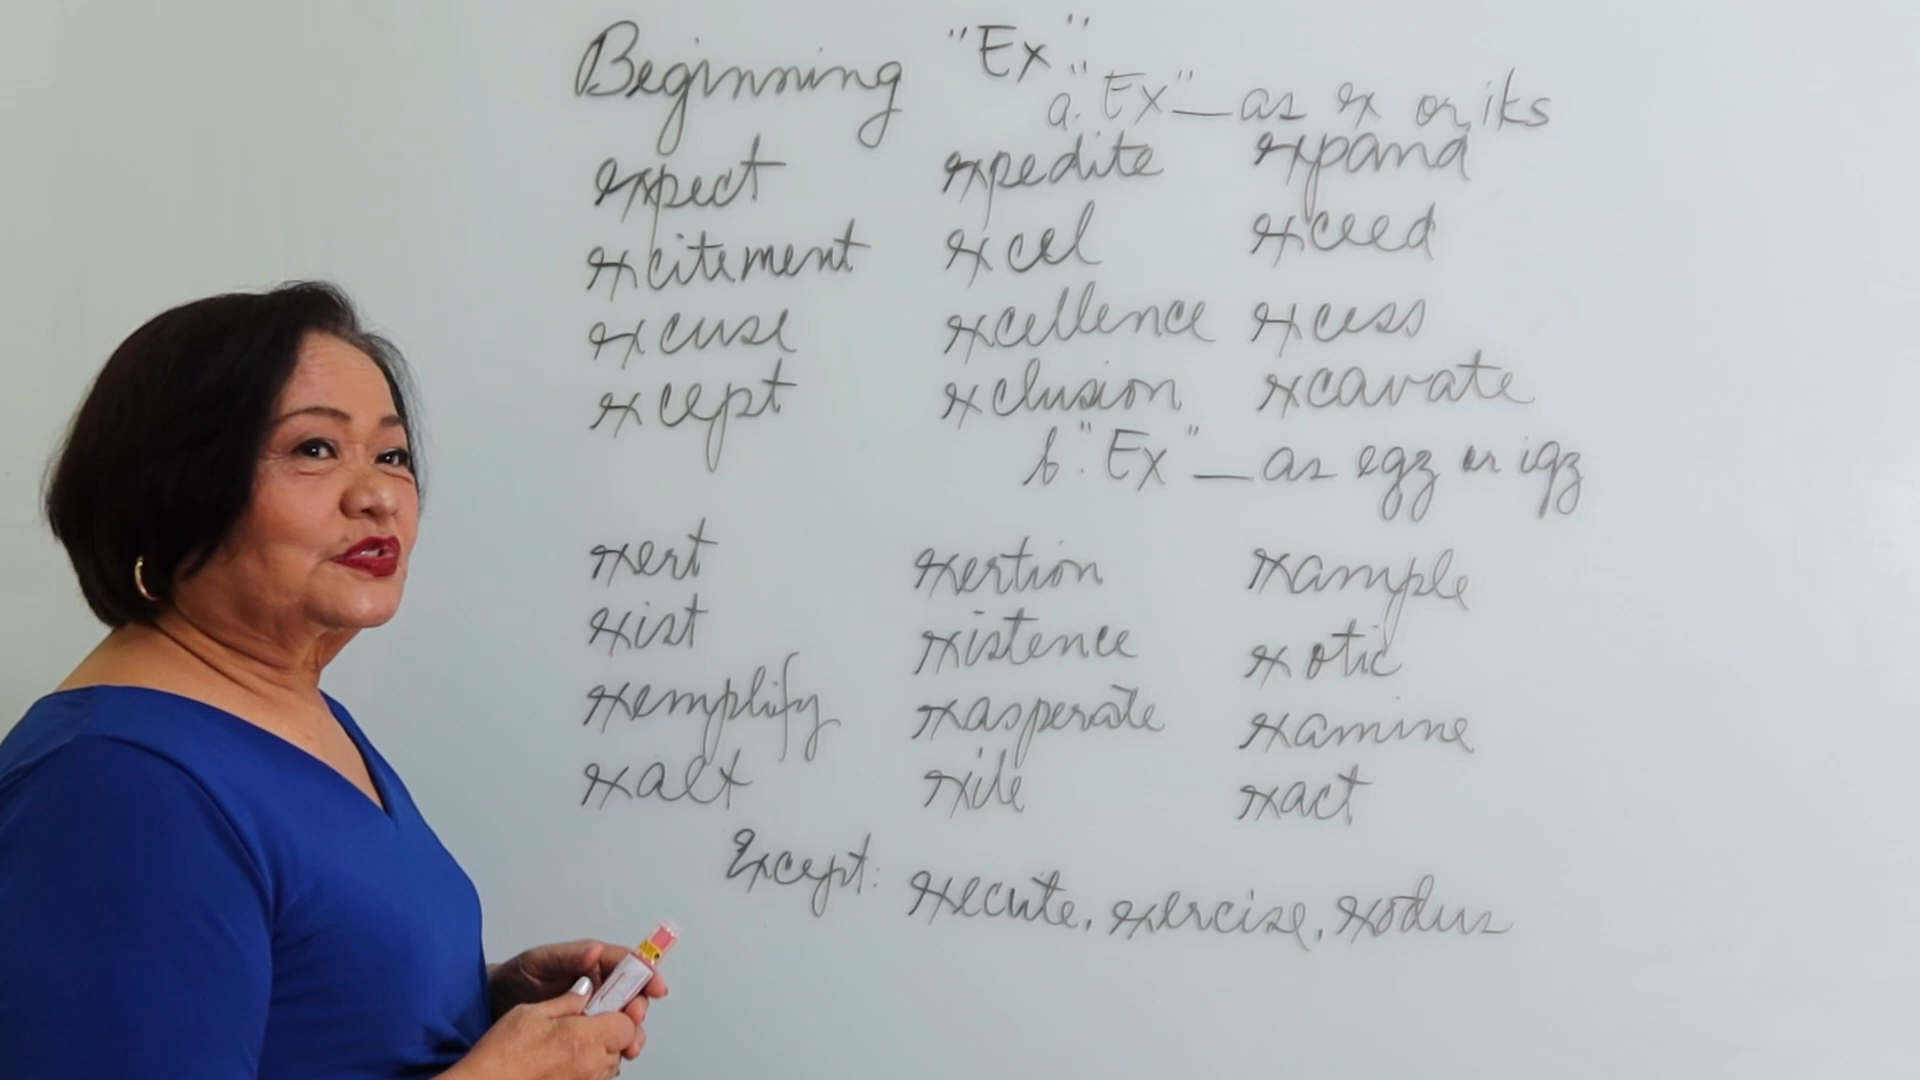 Beginning "Ex"
a. "Ex" — as ex or iks
expect expedite expand
excitement excel exceed
excuse excellence excess
except exclusion excavate
b. "Ex" — as egz or igz
exert exertion example
exist existence exotic
exemplify exasperate examine
exalt exile exact
Except: execute, exercise, exodus